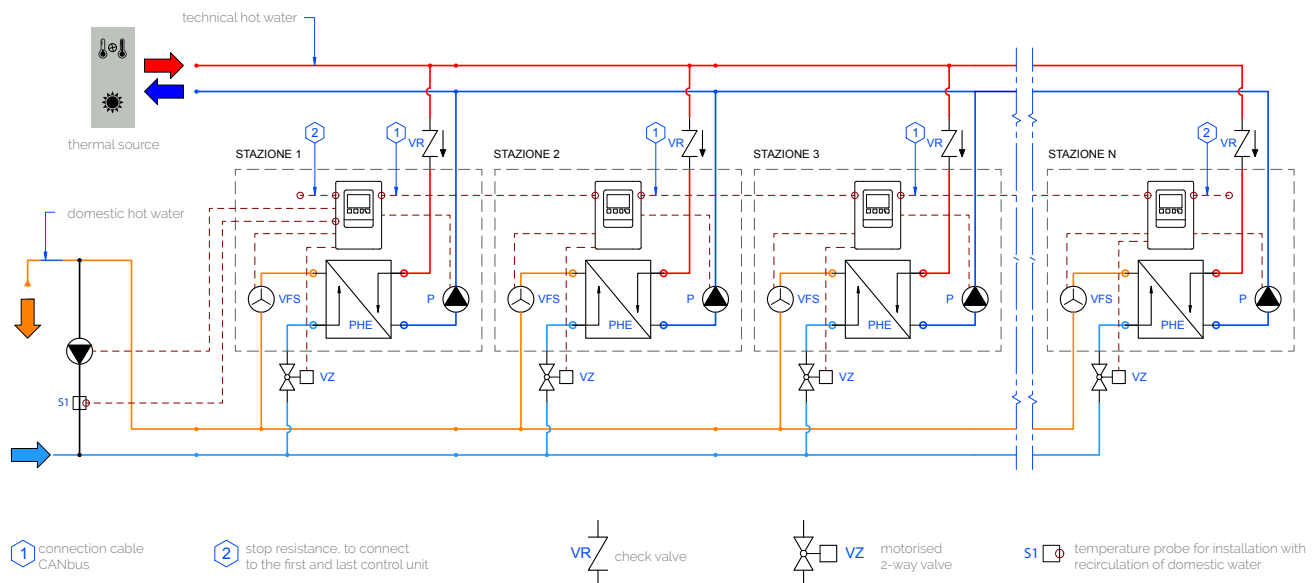 technical hot water
thermal source
2
1
VR
1
VR
1
VR
2
VR
STAZIONE 1
STAZIONE 2
STAZIONE 3
STAZIONE N
domestic hot water
VFS
P
PHE
VFS
P
PHE
VFS
P
PHE
VFS
P
PHE
VZ
VZ
VZ
VZ
S1
1
connection cable
CANbus
2
stop resistance, to connect
to the first and last control unit
VR
check valve
VZ
motorised
2-way valve
S1
temperature probe for installation with
recirculation of domestic water